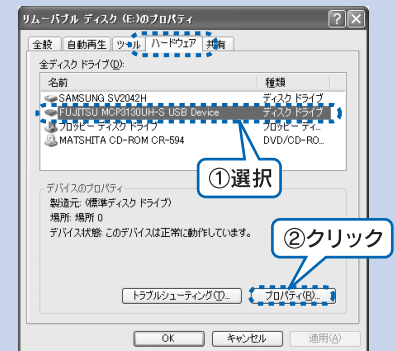 リムーバブル ディスク (E:)のプロパティ
全般 自動再生 ツール ハードウェア 共有
全ディスク ドライブ(D):
名前 種類
SAMSUNG SV2042H ディスク ドライブ
FUJITSU MCP3130UH-S USB Device ディスク ドライブ
フロッピー ディスク ドライブ フロッピー ディ...
MATSHITA CD-ROM CR-594 DVD/CD-RO...
①選択
デバイスのプロパティ
製造元: (標準ディスク ドライブ)
場所: 場所 0
デバイス状態: このデバイスは正常に動作しています。
②クリック
トラブルシューティング(T)... プロパティ(R)...
OK キャンセル 適用(A)